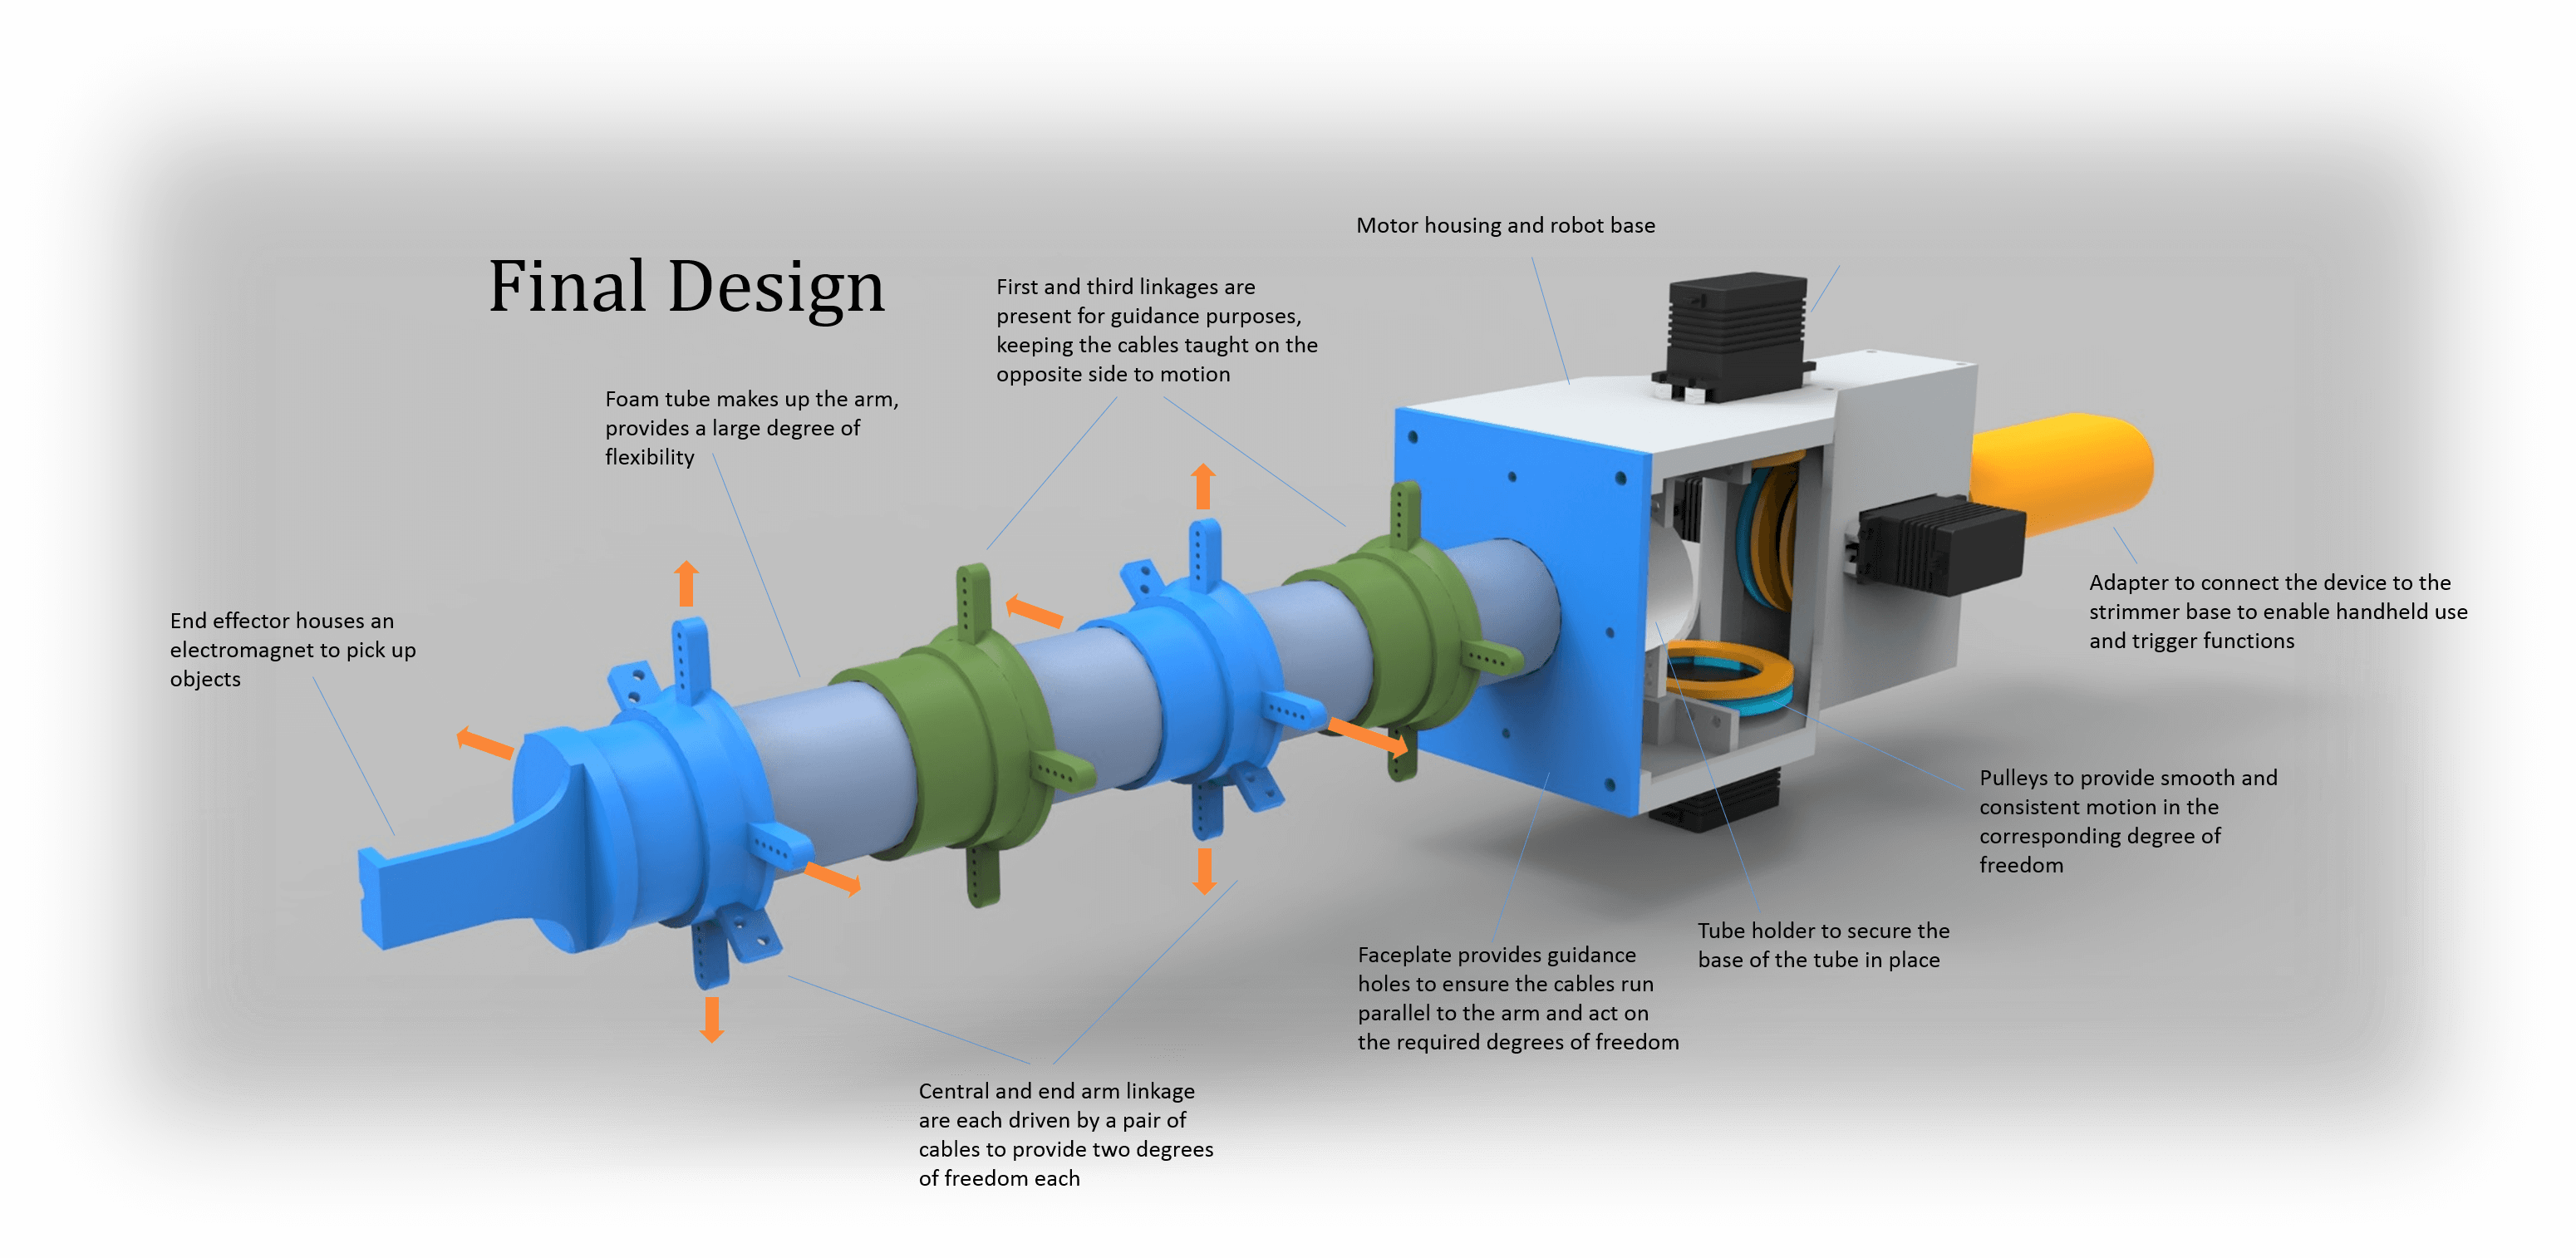 Final Design
Motor housing and robot base
First and third linkages are
present for guidance purposes,
keeping the cables taught on the
opposite side to motion
Foam tube makes up the arm,
provides a large degree of
flexibility
End effector houses an
electromagnet to pick up
objects
Adapter to connect the device to the
strimmer base to enable handheld use
and trigger functions
Pulleys to provide smooth and
consistent motion in the
corresponding degree of
freedom
Tube holder to secure the
base of the tube in place
Faceplate provides guidance
holes to ensure the cables run
parallel to the arm and act on
the required degrees of freedom
Central and end arm linkage
are each driven by a pair of
cables to provide two degrees
of freedom each